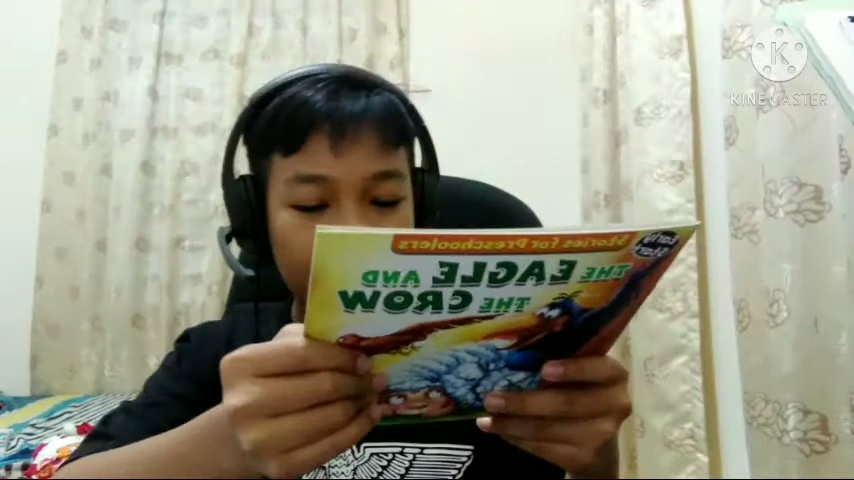 KINEMASTER
Stories for Preschoolers
THE EAGLE AND
THE CROW